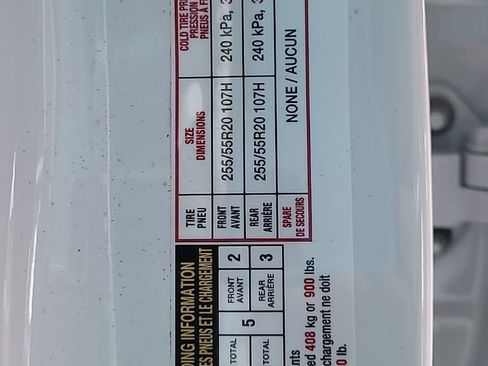 DING INFORMATION
ES PNEUS ET LE CHARGEMENT
TOTAL 5 FRONT AVANT 2
TOTAL REAR ARRIÈRE 3
nts
ed 408 kg or 900 lbs.
chargement ne doit
0 lb.
TIRE PNEU
SIZE DIMENSIONS
COLD TIRE PR
PRESSION
PNEUS À F
FRONT AVANT
255/55R20 107H
240 kPa, 3
REAR ARRIÈRE
255/55R20 107H
240 kPa, 3
SPARE DE SECOURS
NONE / AUCUN